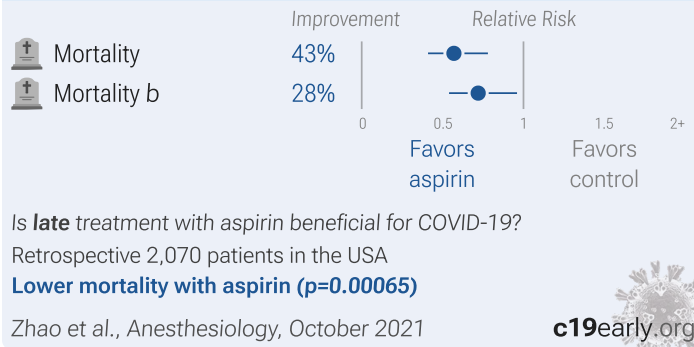 Improvement Relative Risk
Mortality 43%
Mortality b 28%
0 0.5 1 1.5 2+
Favors aspirin Favors control
Is late treatment with aspirin beneficial for COVID-19?
Retrospective 2,070 patients in the USA
Lower mortality with aspirin (p=0.00065)
Zhao et al., Anesthesiology, October 2021 c19early.org